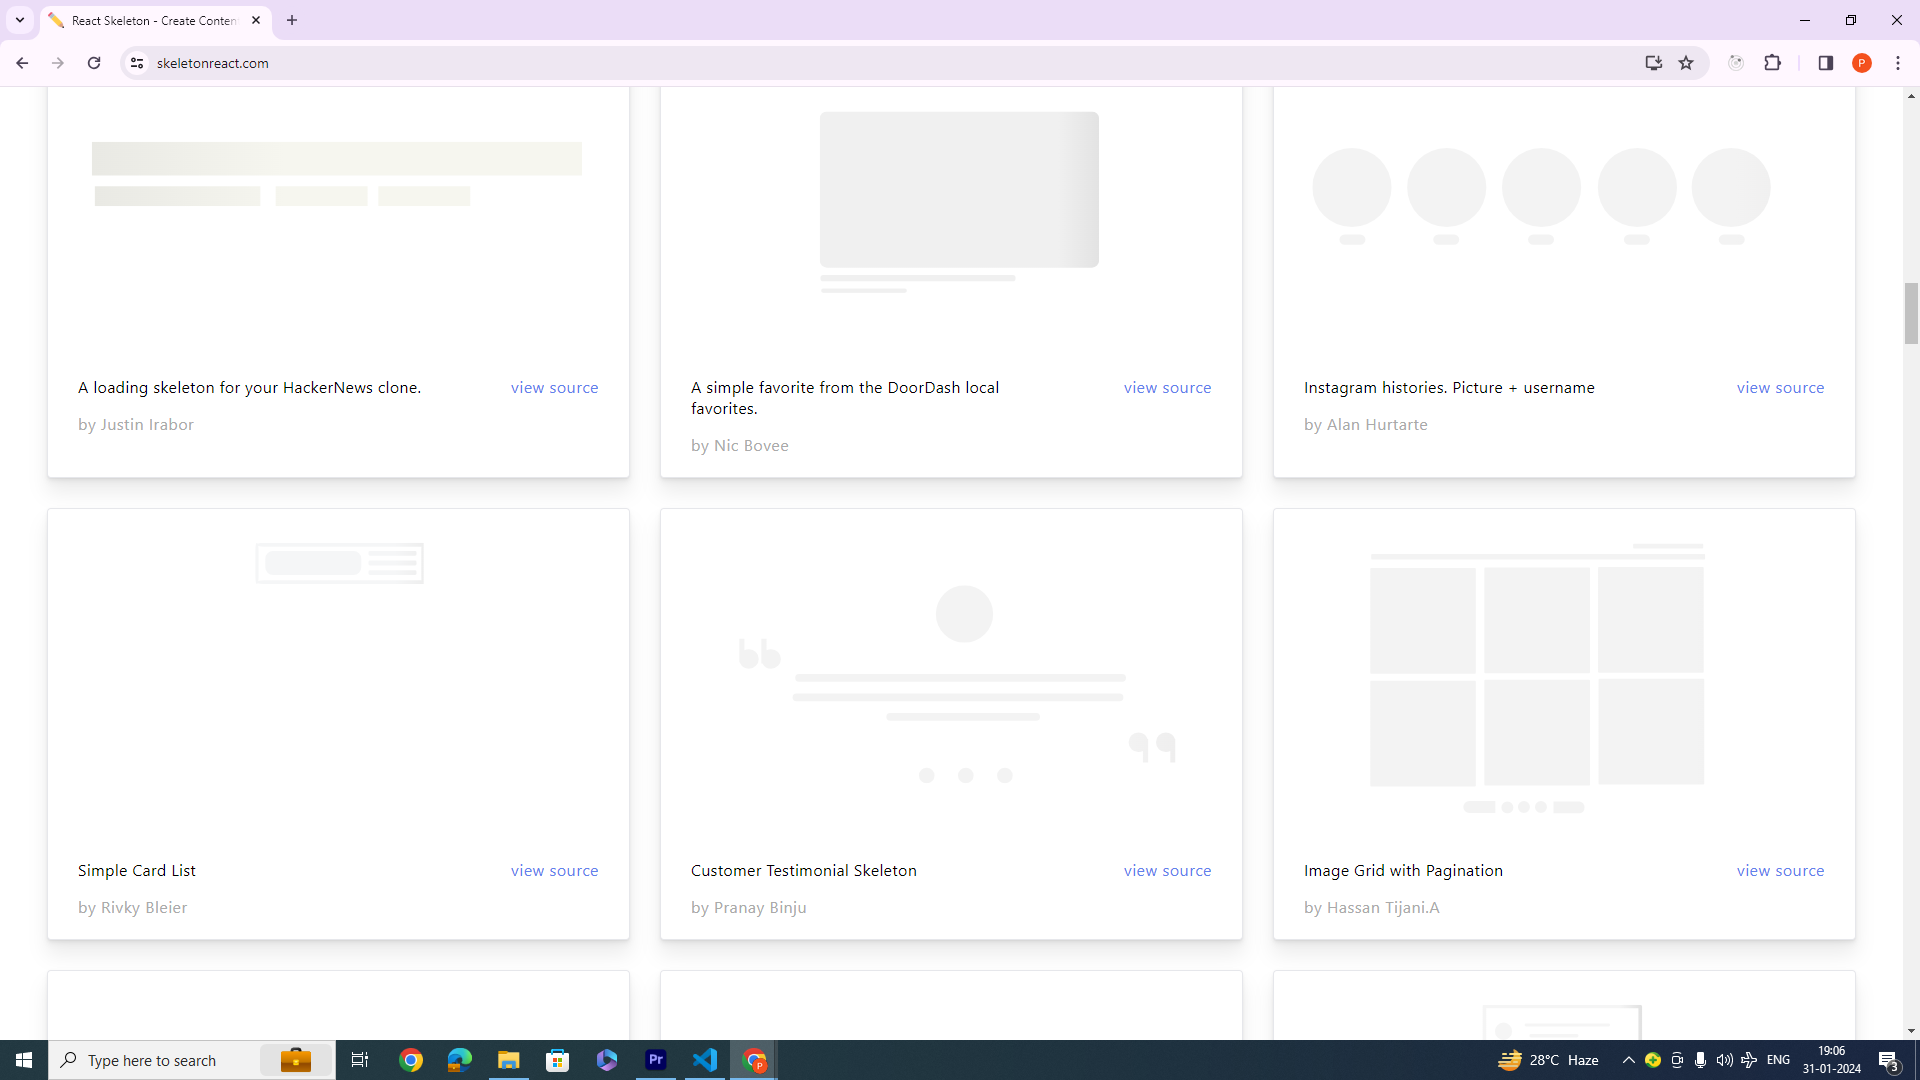 React Skeleton - Create Conten
skeletonreact.com
P
A loading skeleton for your HackerNews clone.
view source
by Justin Irabor
A simple favorite from the DoorDash local
favorites.
view source
by Nic Bovee
Instagram histories. Picture + username
view source
by Alan Hurtarte
Simple Card List
view source
by Rivky Bleier
Customer Testimonial Skeleton
view source
by Pranay Binju
Image Grid with Pagination
view source
by Hassan Tijani.A
Type here to search
Pr
P
28°C Haze
ENG
19:06
31-01-2024
3